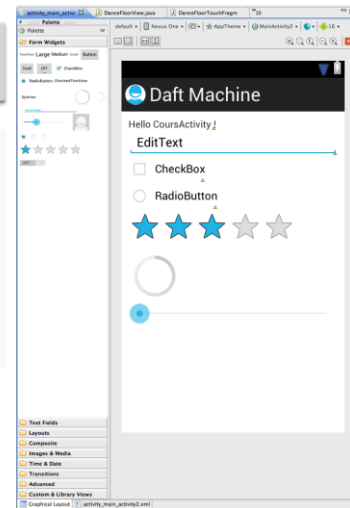 activity_main_activi DanceFloorView.java DanceFloorTouchFragm "10
Palette
Palette
Form Widgets
Large Medium Small Button
Small OFF CheckBox
RadioButton CheckedTextView
Spinner
OFF
Text Fields
Layouts
Composite
Images & Media
Time & Date
Transitions
Advanced
Custom & Library Views
Graphical Layout activity_main_activity2.xml
default Nexus One AppTheme MainActivity2 16
Daft Machine
Hello CoursActivity!
EditText
CheckBox
RadioButton